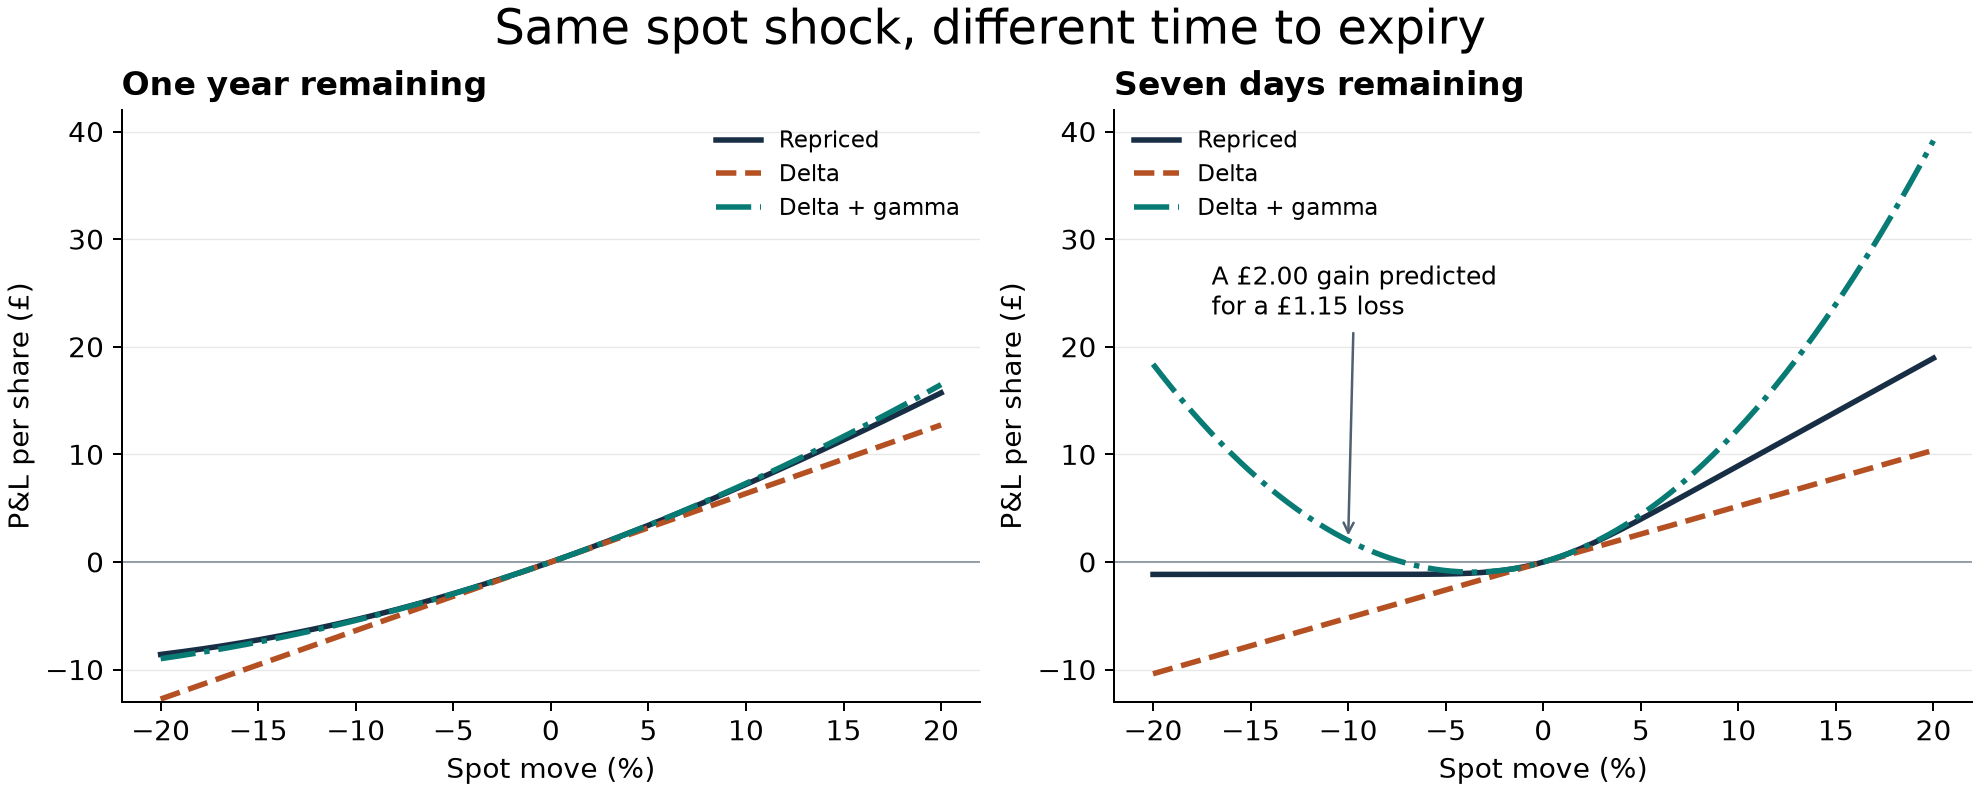 Same spot shock, different time to expiry
One year remaining
40
30
20
10
0
−10
P&L per share (£)
Repriced
Delta
Delta + gamma
−20
−15
−10
−5
0
5
10
15
20
Spot move (%)
Seven days remaining
40
30
20
10
0
−10
P&L per share (£)
Repriced
Delta
Delta + gamma
A £2.00 gain predicted
for a £1.15 loss
−20
−15
−10
−5
0
5
10
15
20
Spot move (%)